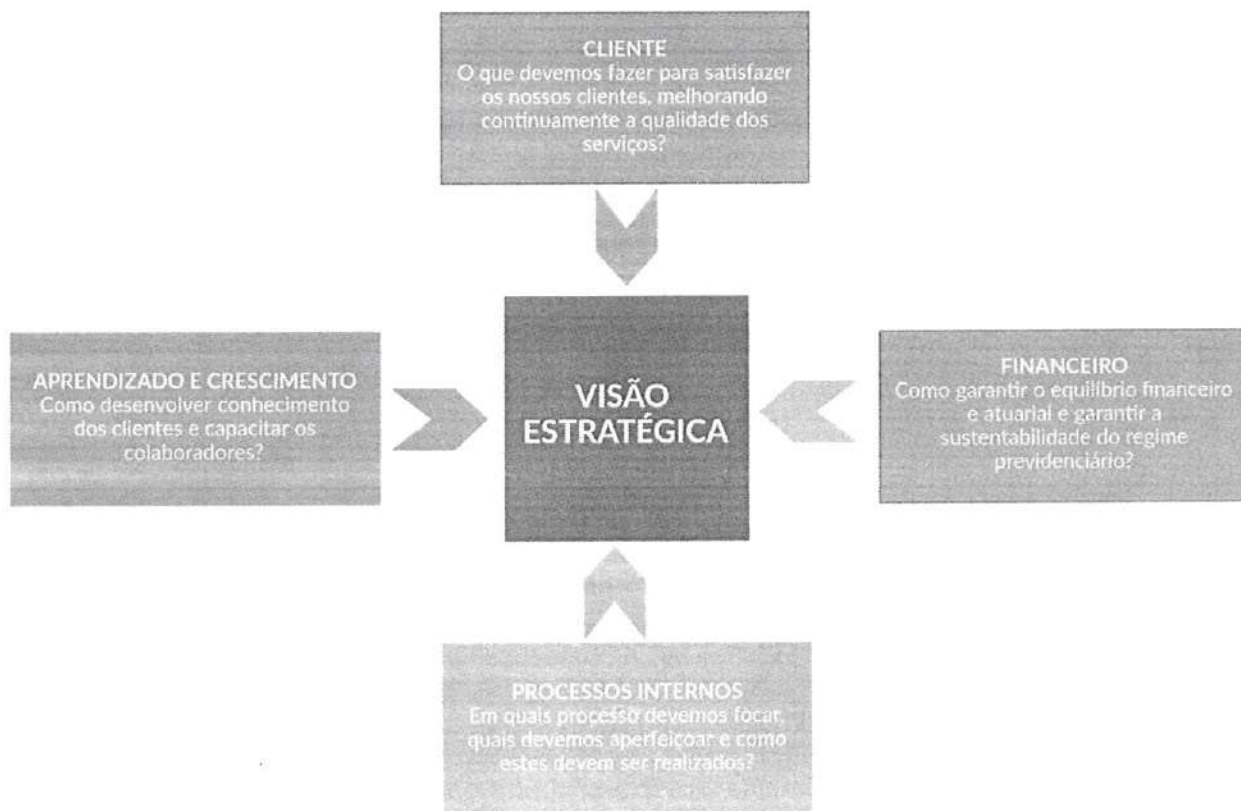 CLIENTE
O que devemos fazer para satisfazer
os nossos clientes, melhorando
continuamente a qualidade dos
serviços?
APRENDIZADO E CRESCIMENTO
Como desenvolver conhecimento
dos clientes e capacitar os
colaboradores?
VISÃO
ESTRATÉGICA
FINANCEIRO
Como garantir o equilíbrio financeiro
e atuarial e garantir a
sustentabilidade do regime
previdenciário?
PROCESSOS INTERNOS
Em quais processo devemos focar,
quais devemos aperfeiçoar e como
estes devem ser realizados?